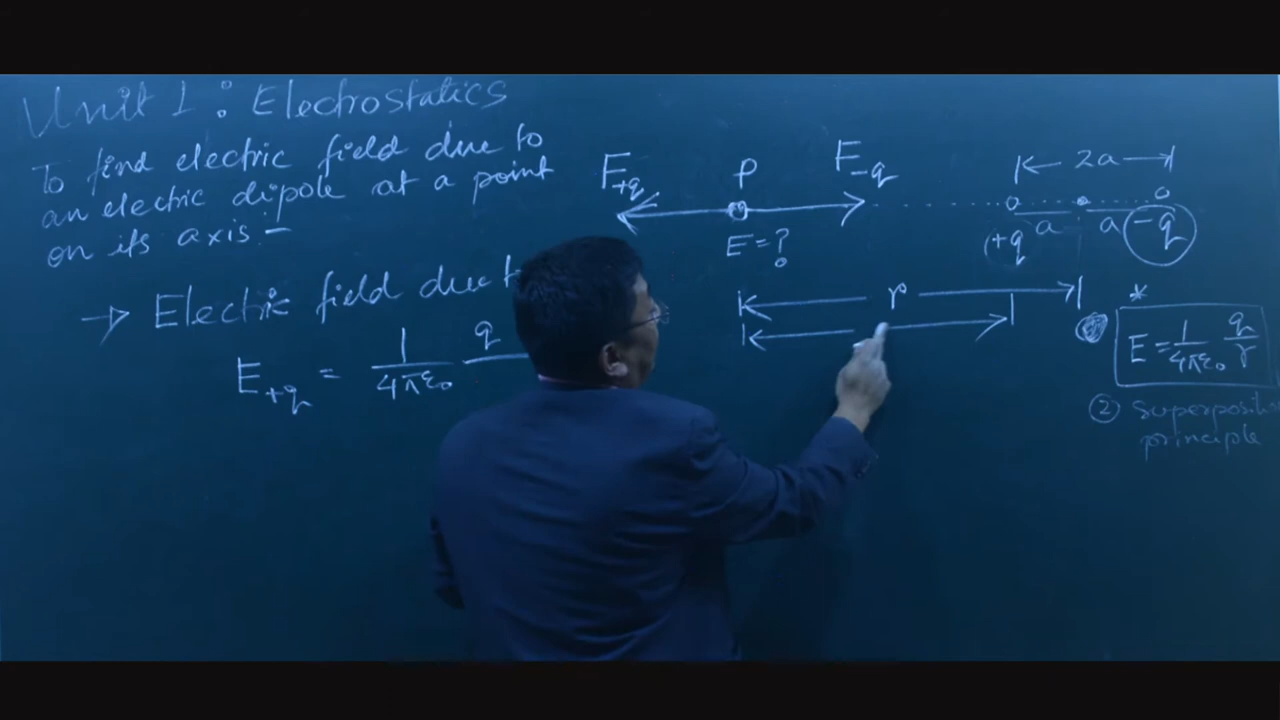 Unit 1 : Electrostatics
To find electric field due to
an electric dipole at a point
on its axis :-
→ Electric field due t
E+q = 1/4πε₀ q
E+q P E-q
E = ?
2a
+q a a -q
r
*
E = 1/4πε₀ q/r
② superposit
principle